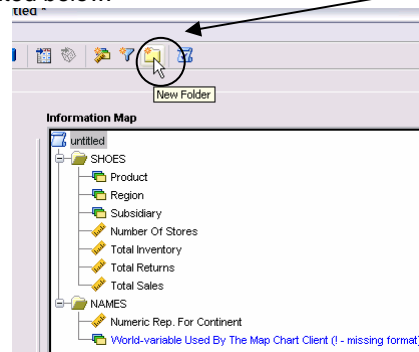 below.
untitled *
New Folder
Information Map
untitled
SHOES
Product
Region
Subsidiary
Number Of Stores
Total Inventory
Total Returns
Total Sales
NAMES
Numeric Rep. For Continent
World-variable Used By The Map Chart Client (! - missing format)